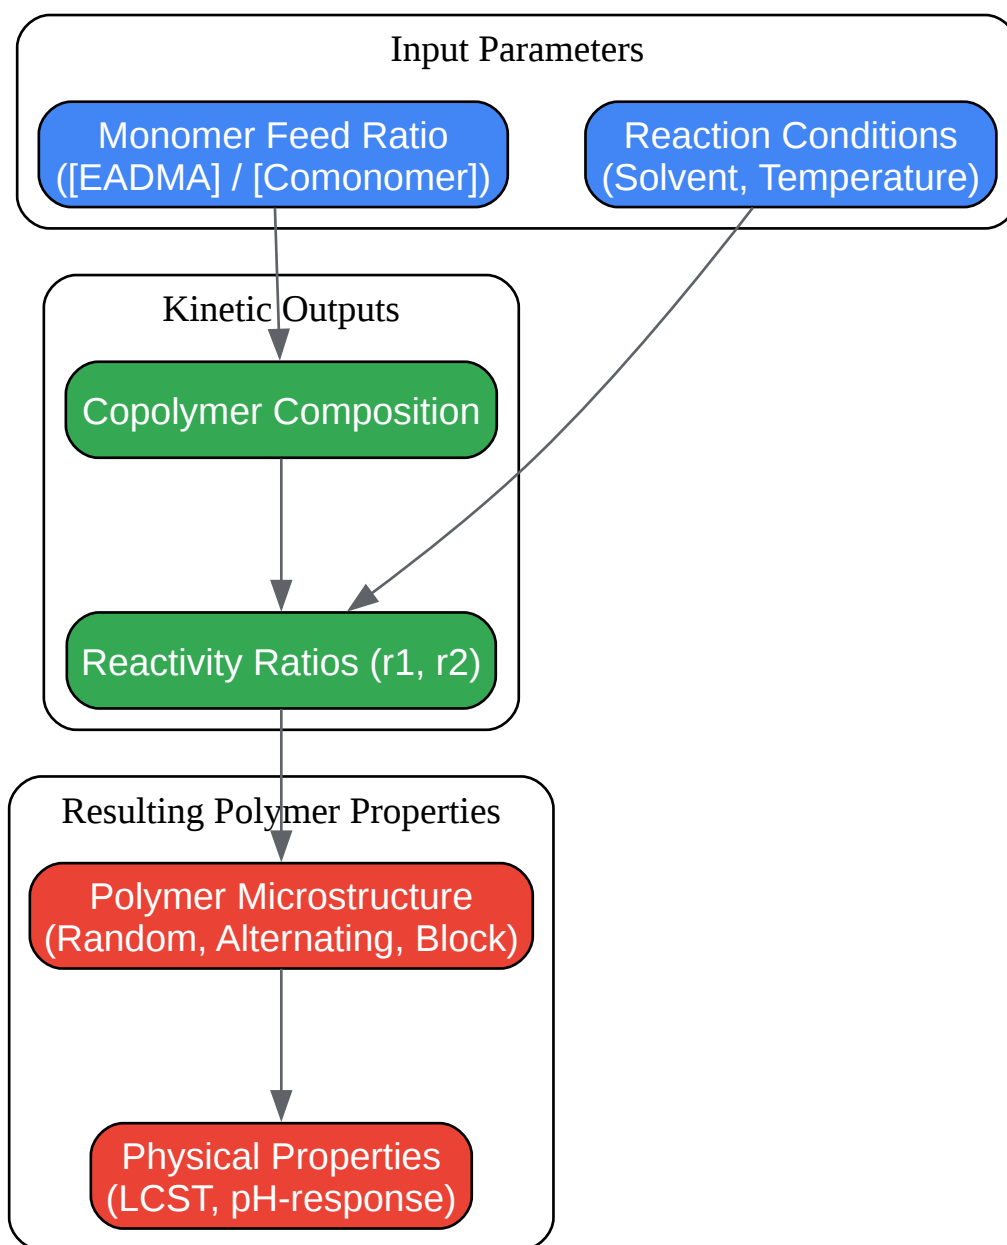 Input Parameters
Monomer Feed Ratio
([EADMA] / [Comonomer])
Reaction Conditions
(Solvent, Temperature)
Kinetic Outputs
Copolymer Composition
Reactivity Ratios (r1, r2)
Resulting Polymer Properties
Polymer Microstructure
(Random, Alternating, Block)
Physical Properties
(LCST, pH-response)